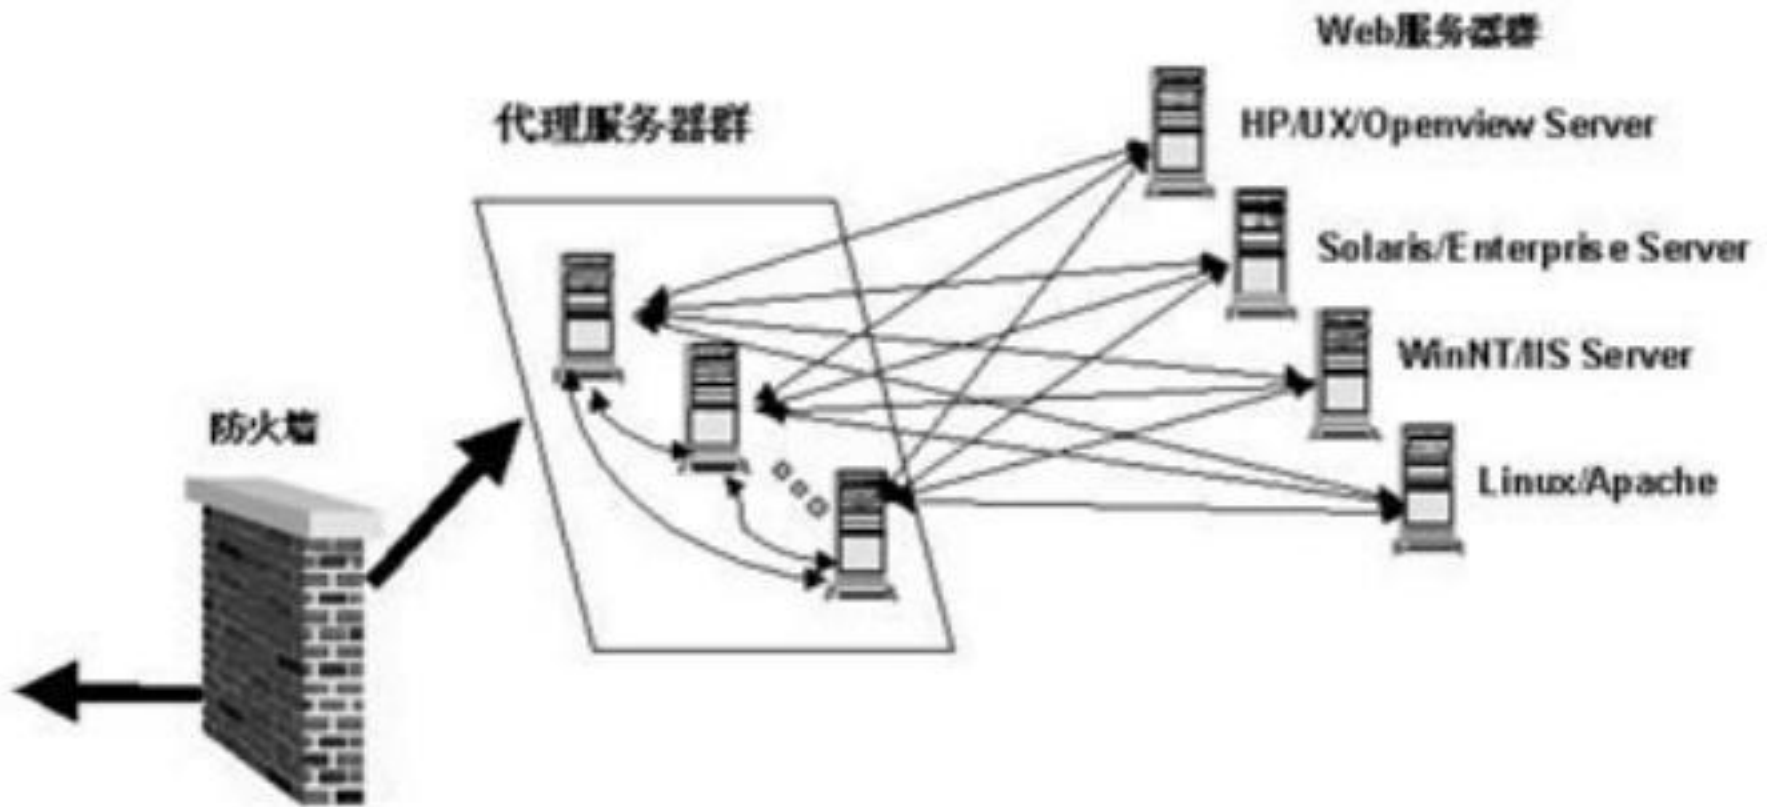 Web服务器群
代理服务器群
HP/UX/Openview Server
Solaris/Enterprise Server
WinNT/IIS Server
防火墙
Linux/Apache